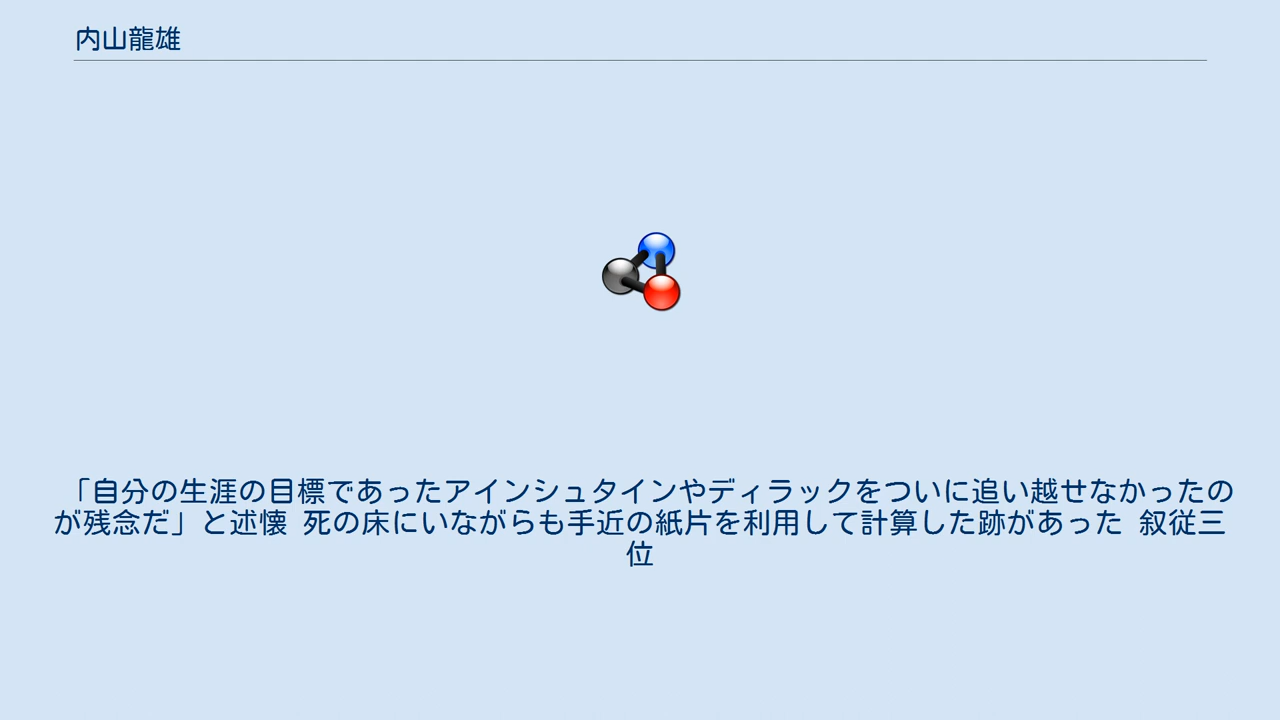 内山龍雄
「自分の生涯の目標であったアインシュタインやディラックをついに追い越せなかったの
が残念だ」と述懐 死の床にいながらも手近の紙片を利用して計算した跡があった 叙従三
位